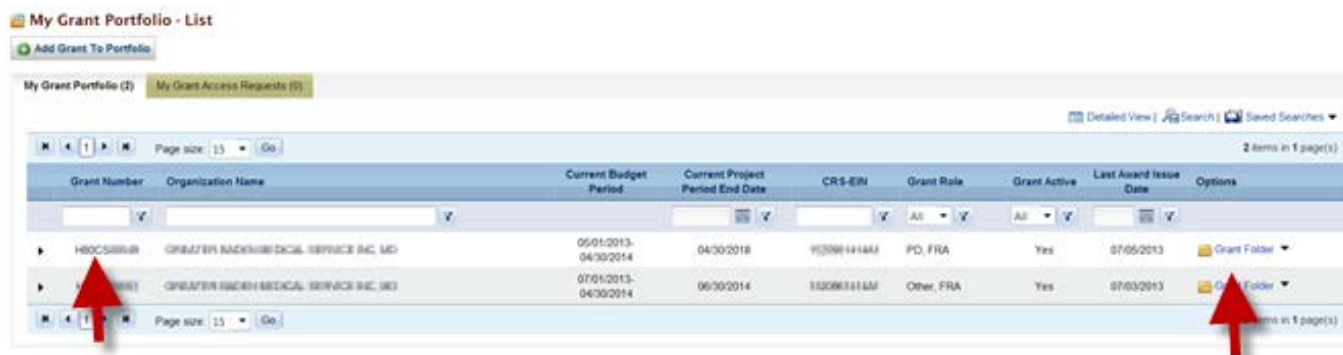 My Grant Portfolio - List
Add Grant To Portfolio
My Grant Portfolio (2) My Grant Access Requests (0)
Detailed View | Search | Saved Searches
1 Page size: 15 Go 2 items in 1 page(s)
Grant Number Organization Name Current Budget Period Current Project Period End Date CRS-EIN Grant Role Grant Active Last Award Issue Date Options
All All
05/01/2013-04/30/2014 04/30/2018 PD, FRA Yes 07/05/2013 Grant Folder
07/01/2013-04/30/2014 06/30/2014 Other, FRA Yes 07/03/2013 Folder
Page size: 15 Go items in 1 page(s)